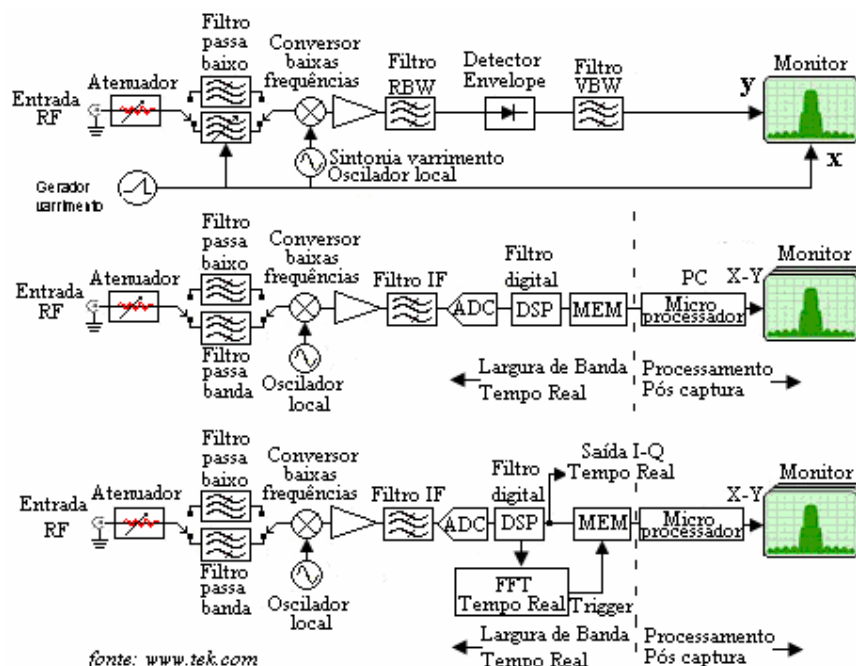 Filtro
passa
baixo
Conversor
baixas
frequências
Filtro
RBW
Detector
Envelope
Filtro
VBW
Monitor
Atenuador
Entrada
RF
y
x
Sintonia varrimento
Oscilador local
Gerador
varrimento
Filtro
passa
baixo
Conversor
baixas
frequências
Filtro
digital
PC
X-Y
Monitor
Atenuador
Filtro IF
Entrada
RF
ADC
DSP
MEM
Micro
processador
Filtro
passa
banda
Oscilador
local
Largura de Banda
Tempo Real
Processamento
Pós captura
Filtro
passa
baixo
Conversor
baixas
frequências
Saída I-Q
Tempo Real
Filtro
digital
X-Y
Monitor
Atenuador
Filtro IF
Entrada
RF
ADC
DSP
MEM
Micro
processador
Filtro
passa
banda
Oscilador
local
FFT
Tempo Real
Trigger
Largura de Banda
Tempo Real
Processamento
Pós captura
fonte: www.tek.com